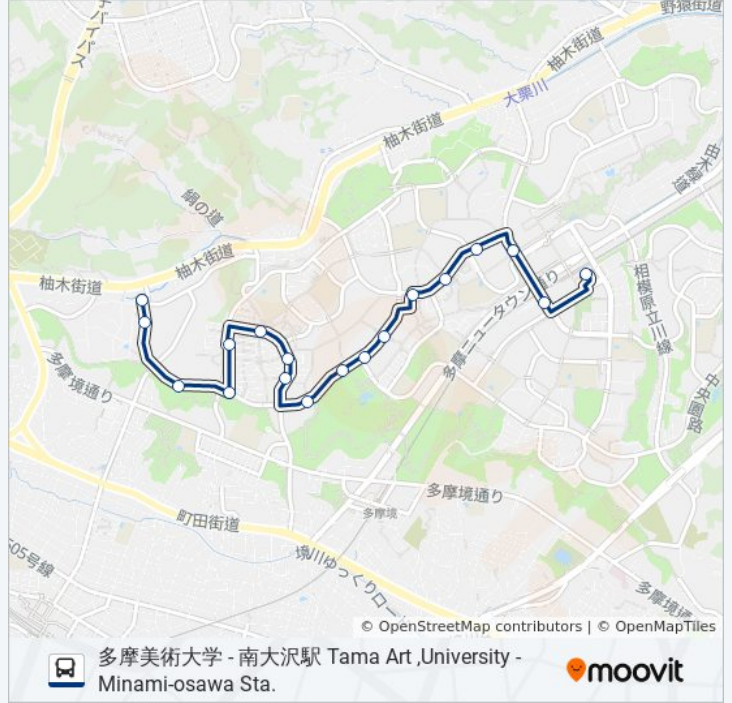 野猿街道
チバイパス
柚木街道
大栗川
柚木街道
由木緑道
絹の道
柚木街道
柚木街道
相模原立川線
多摩ニュータウン通り
多摩境通り
中央園路
多摩境通り
多摩境
町田街道
境川ゆっくりロー
505号線
多摩境通
© OpenStreetMap contributors | © OpenMapTiles
多摩美術大学 - 南大沢駅 Tama Art ,University -
Minami-osawa Sta.
moovit